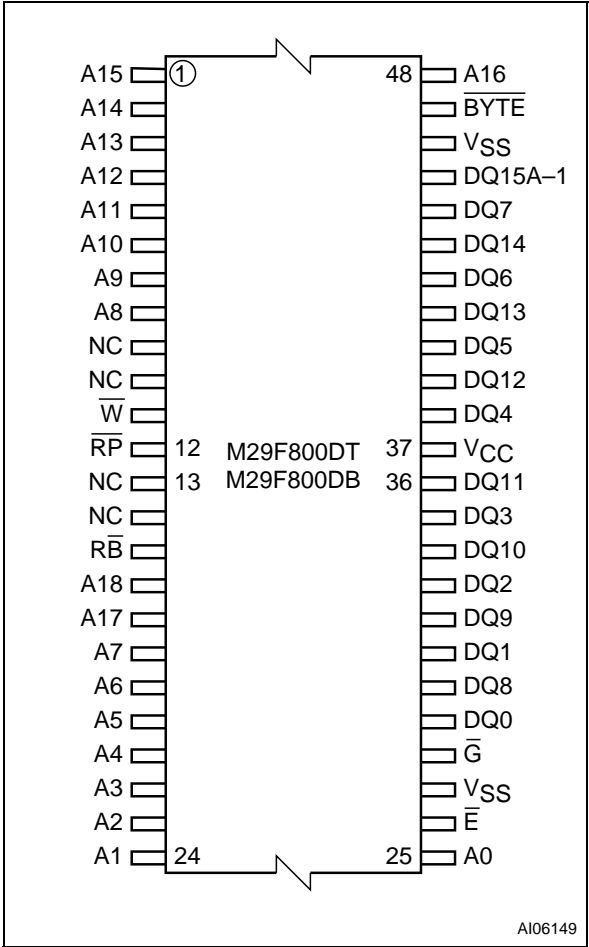 A15 ① 48 A16
A14 B̅Y̅T̅E̅
A13 VSS
A12 DQ15A–1
A11 DQ7
A10 DQ14
A9 DQ6
A8 DQ13
NC DQ5
NC DQ12
W̅ DQ4
R̅P̅ 12 M29F800DT 37 VCC
NC 13 M29F800DB 36 DQ11
NC DQ3
RB̅ DQ10
A18 DQ2
A17 DQ9
A7 DQ1
A6 DQ8
A5 DQ0
A4 G̅
A3 VSS
A2 E̅
A1 24 25 A0
AI06149